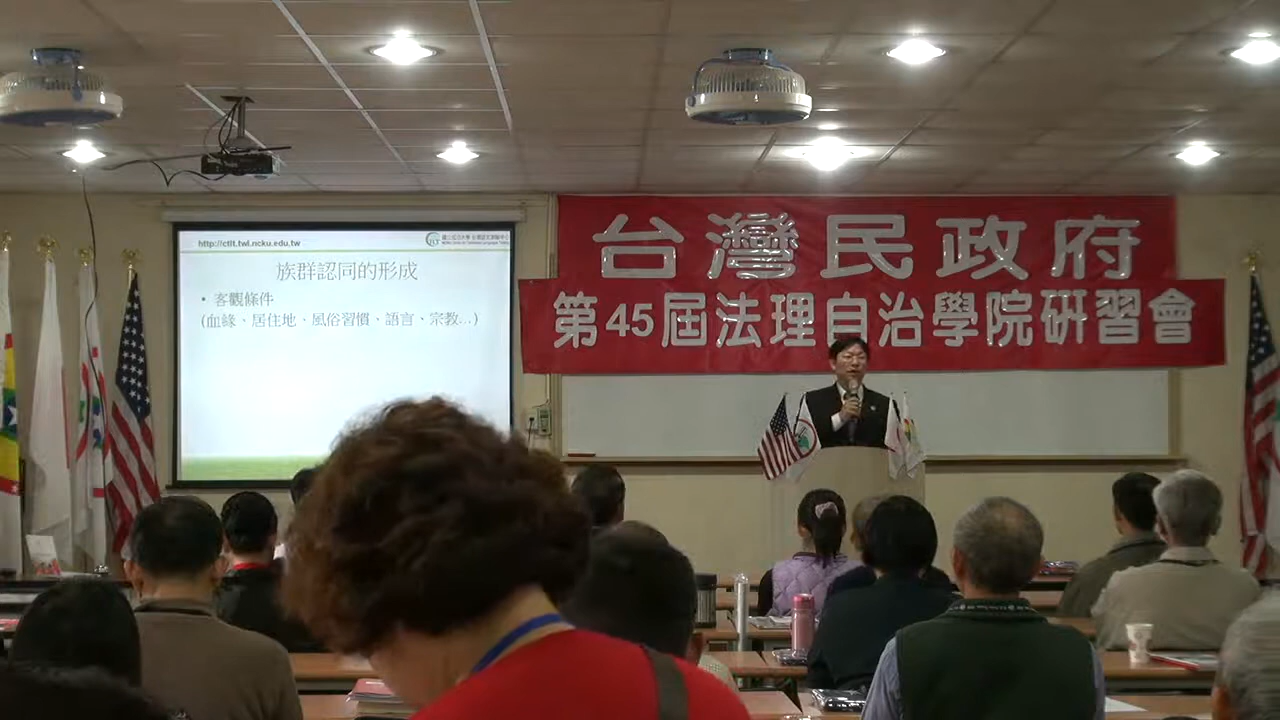 台灣民政府
第45屆法理自治學院研習會
http://ctlt.twl.ncku.edu.tw
族群認同的形成
• 客觀條件
(血緣、居住地、風俗習慣、語言、宗教...)